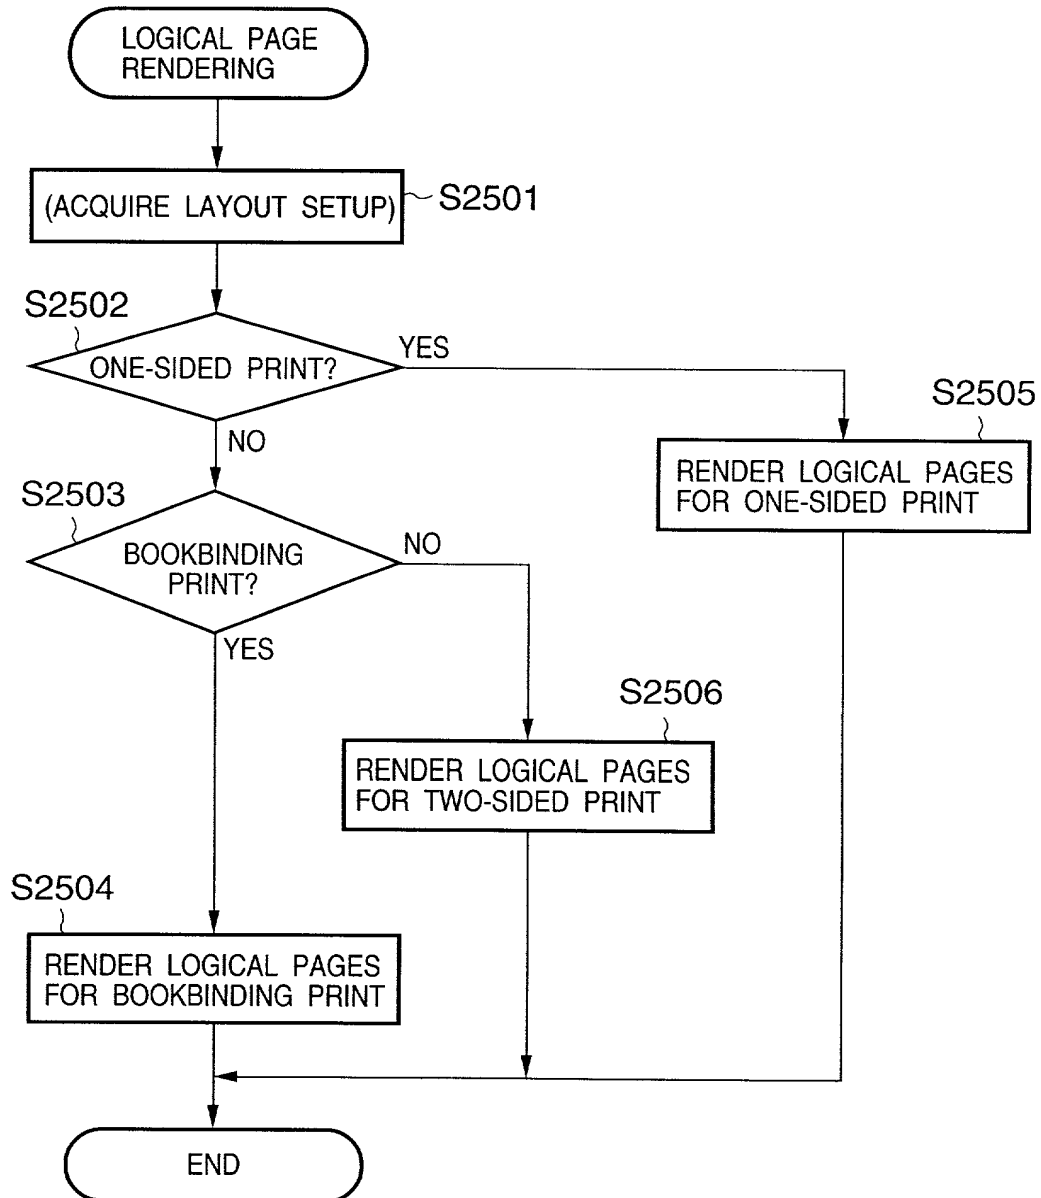 LOGICAL PAGE
RENDERING
(ACQUIRE LAYOUT SETUP)
S2501
S2502
ONE-SIDED PRINT?
YES
NO
S2505
RENDER LOGICAL PAGES
FOR ONE-SIDED PRINT
S2503
BOOKBINDING
PRINT?
NO
YES
S2506
RENDER LOGICAL PAGES
FOR TWO-SIDED PRINT
S2504
RENDER LOGICAL PAGES
FOR BOOKBINDING PRINT
END